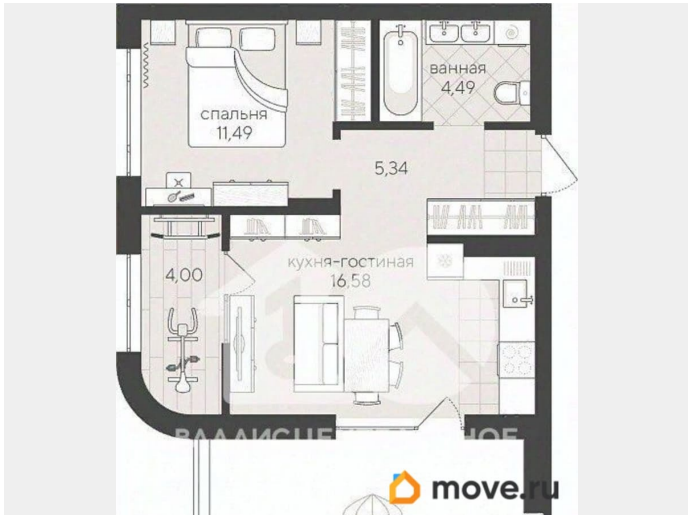 ванная
4,49
спальня
11,49
5,34
кухня-гостиная
16,58
4,00
move.ru